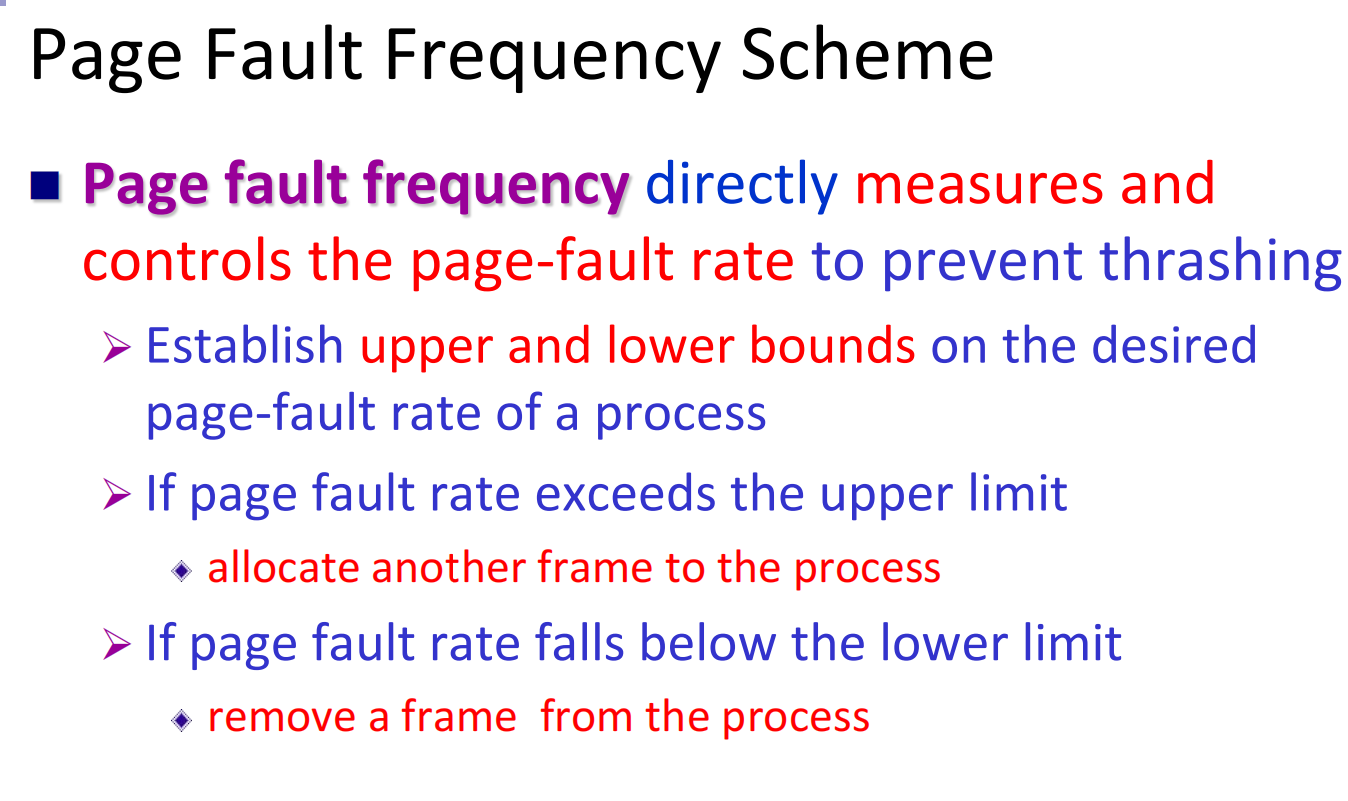 Page Fault Frequency Scheme
Page fault frequency directly measures and
controls the page-fault rate to prevent thrashing
Establish upper and lower bounds on the desired
page-fault rate of a process
If page fault rate exceeds the upper limit
allocate another frame to the process
If page fault rate falls below the lower limit
remove a frame  from the process